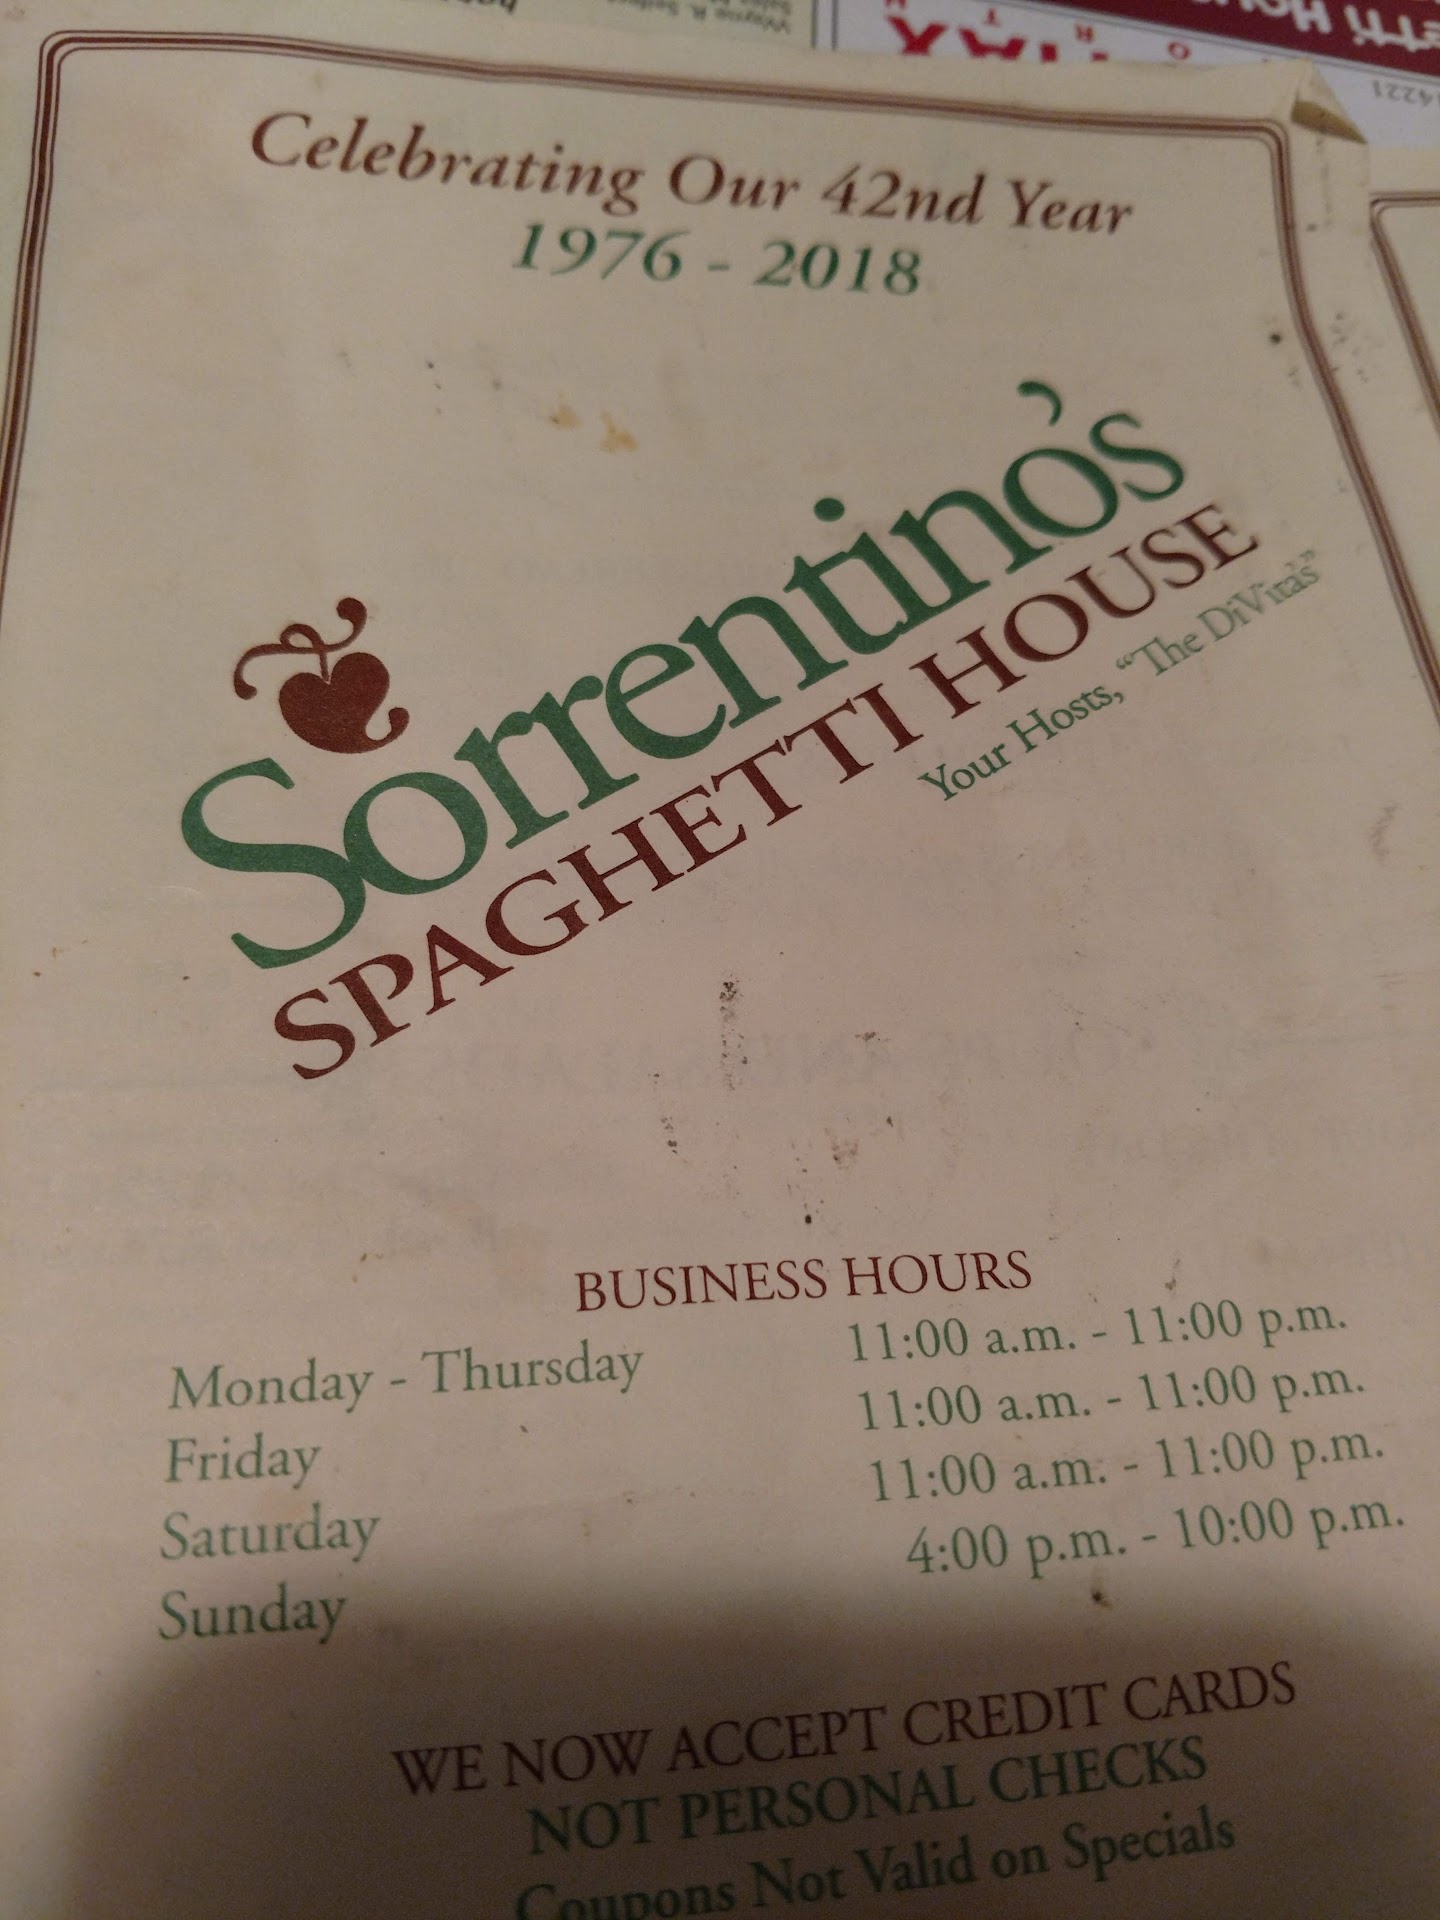 Celebrating Our 42nd Year
1976 - 2018
Sorrentino's
SPAGHETTI HOUSE
Your Hosts, "The DiVita's"
BUSINESS HOURS
Monday - Thursday 11:00 a.m. - 11:00 p.m.
Friday 11:00 a.m. - 11:00 p.m.
Saturday 11:00 a.m. - 11:00 p.m.
Sunday 4:00 p.m. - 10:00 p.m.
WE NOW ACCEPT CREDIT CARDS
NOT PERSONAL CHECKS
Coupons Not Valid on Specials